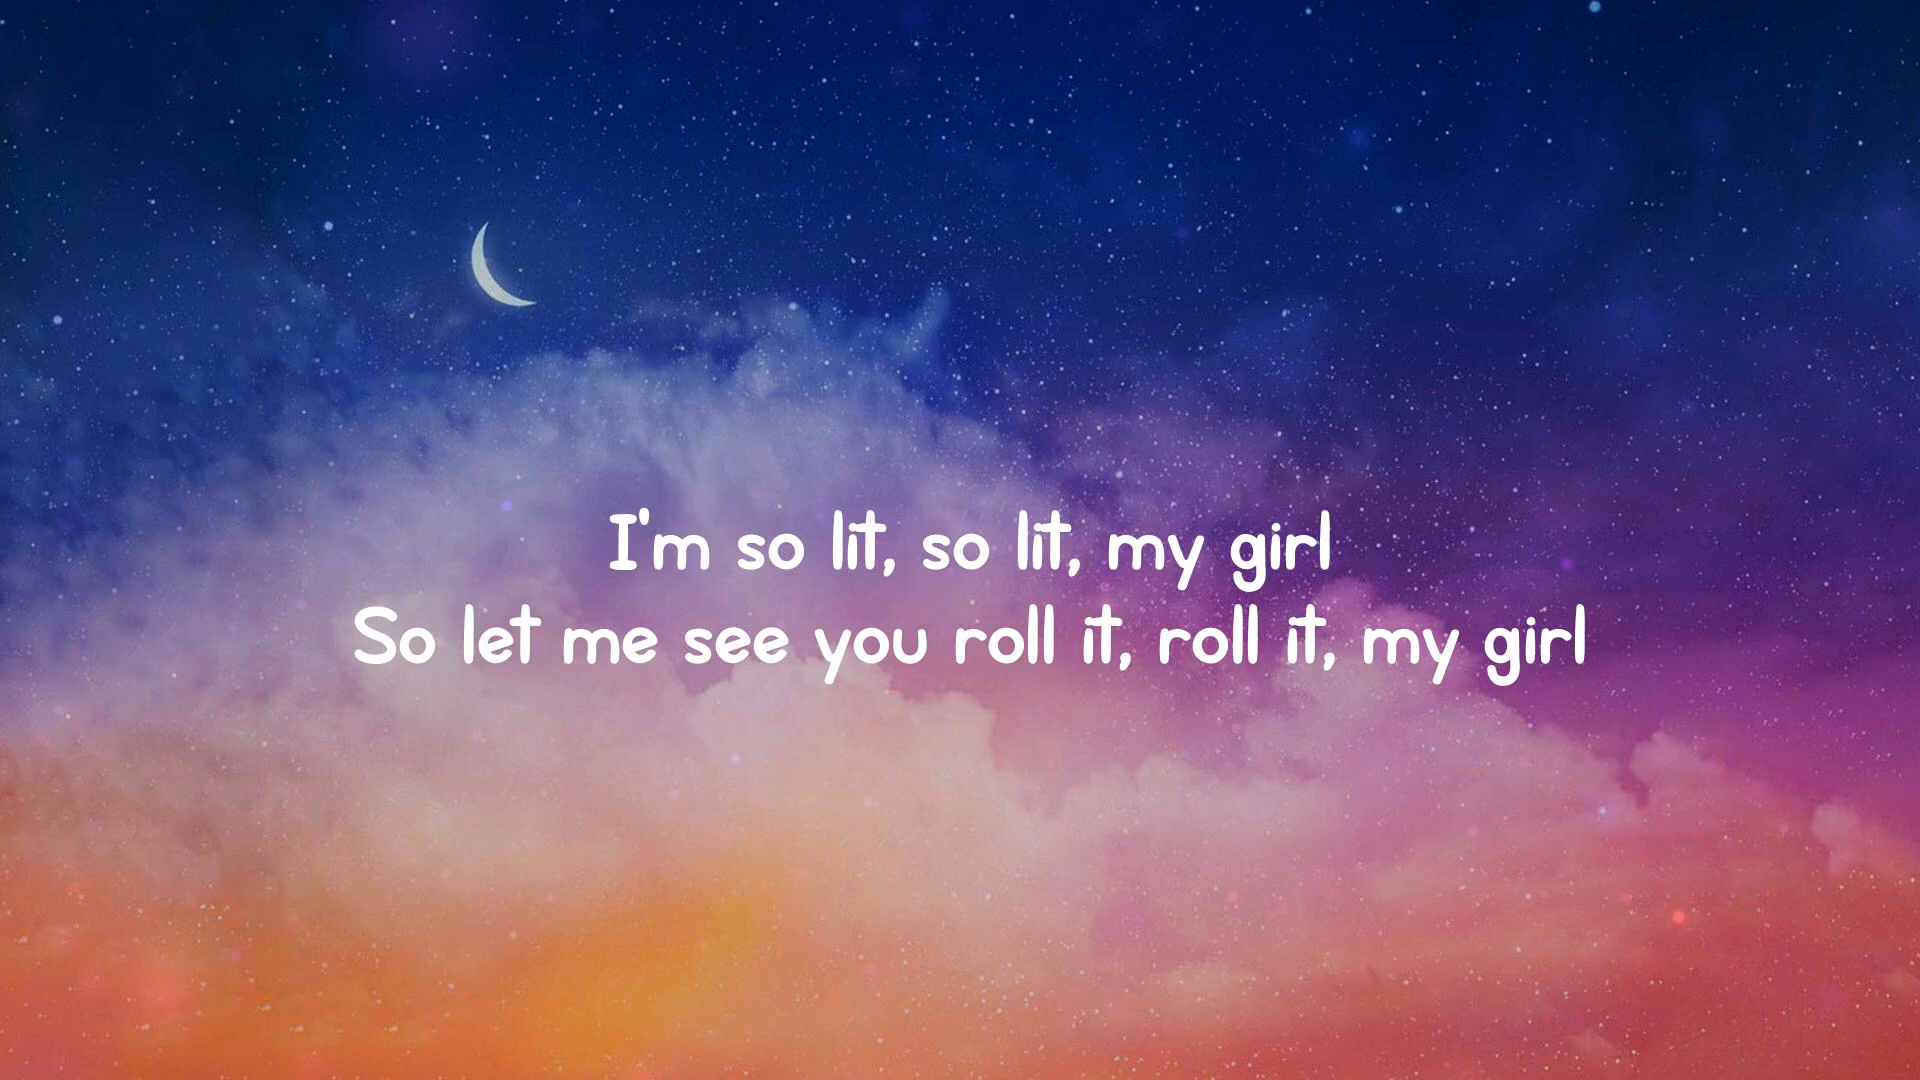 I'm so lit, so lit, my girl
So let me see you roll it, roll it, my girl